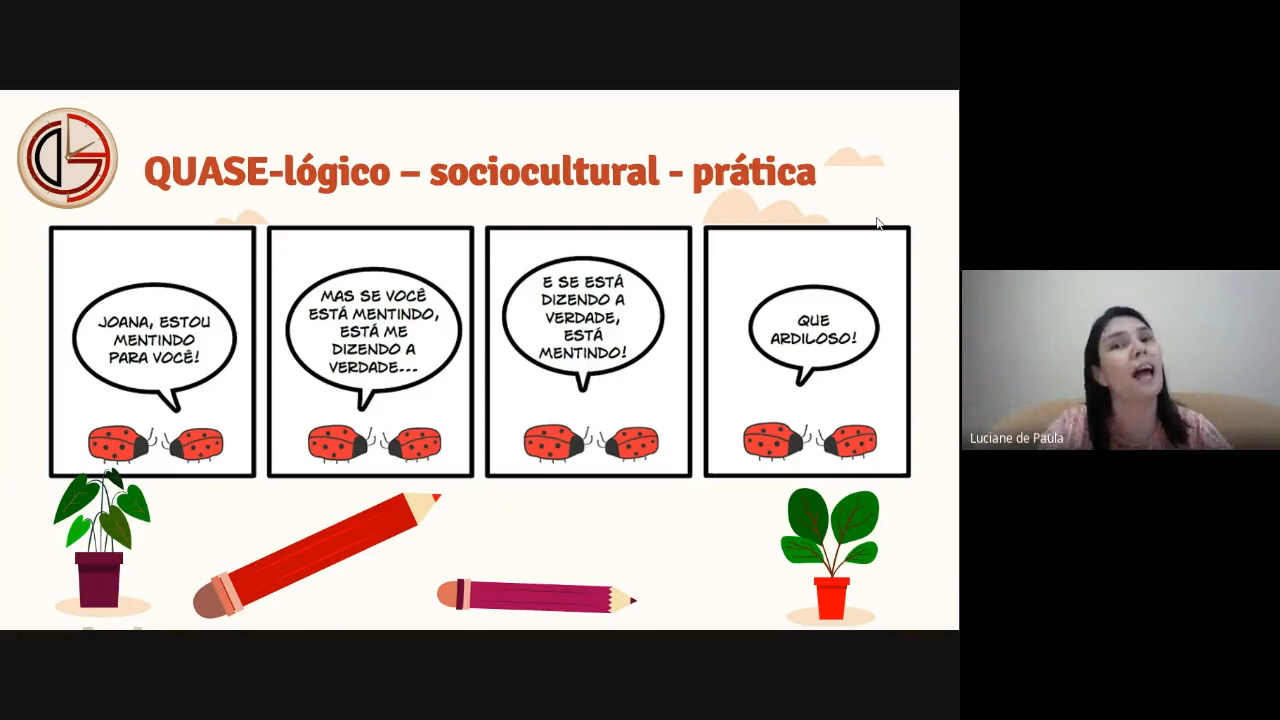 QUASE-lógico – sociocultural - prática
JOANA, ESTOU
MENTINDO
PARA VOCÊ!
MAS SE VOCÊ
ESTÁ MENTINDO,
ESTÁ ME
DIZENDO A
VERDADE...
E SE ESTÁ
DIZENDO A
VERDADE,
ESTÁ
MENTINDO!
QUE
ARDILOSO!
Luciane de Paula